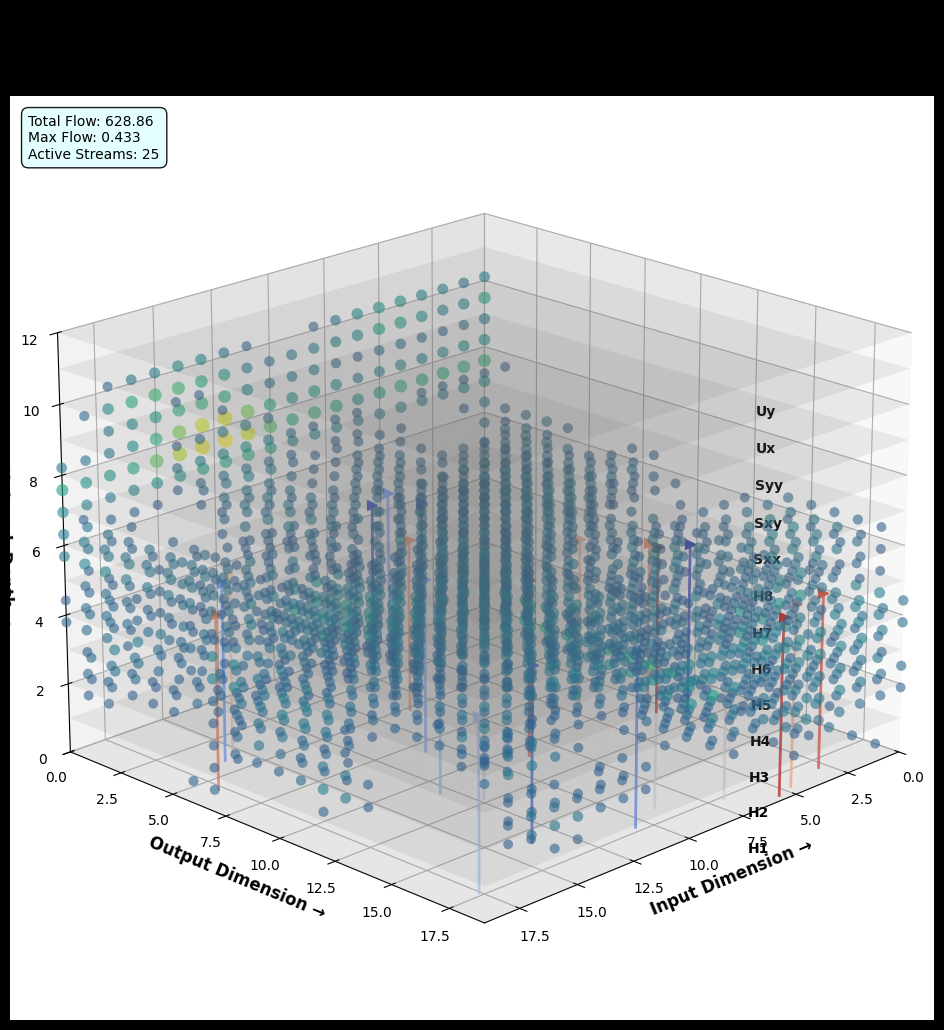 Total Flow: 628.86
Max Flow: 0.433
Active Streams: 25
12
10
8
6
4
2
0
Uy
Ux
Syy
Sxy
Sxx
H8
H7
H6
H5
H4
H3
H2
H1
0.0
2.5
5.0
7.5
10.0
12.5
15.0
17.5
Output Dimension →
0.0
2.5
5.0
7.5
10.0
12.5
15.0
17.5
Input Dimension →